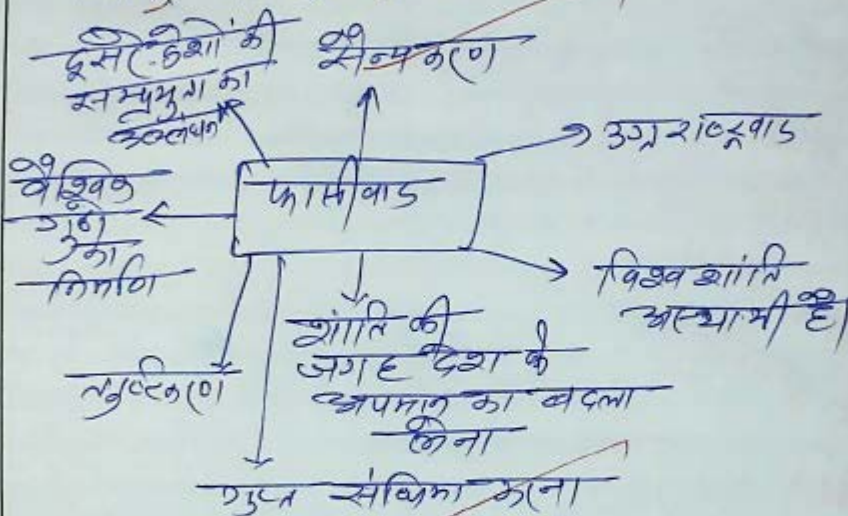 दूसरे देशों की
सम्प्रभुता का
उल्लंघन
सैन्यकरण
उग्र राष्ट्रवाद
वैश्विक
गुटों
का
निर्माण
फासीवाद
विश्व शांति
अस्थायी है।
तुष्टिकरण
शांति की
जगह देश के
अपमान का बदला
लेना
गुप्त संधिया करना